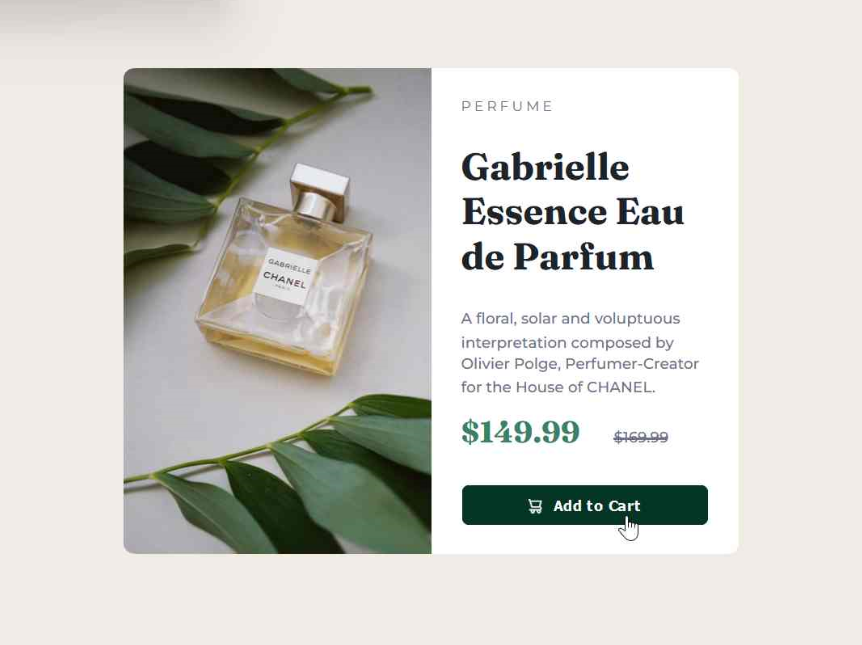 PERFUME
Gabrielle
Essence Eau
de Parfum
A floral, solar and voluptuous
interpretation composed by
Olivier Polge, Perfumer-Creator
for the House of CHANEL.
$149.99 $169.99
Add to Cart
GABRIELLE
CHANEL
PARIS